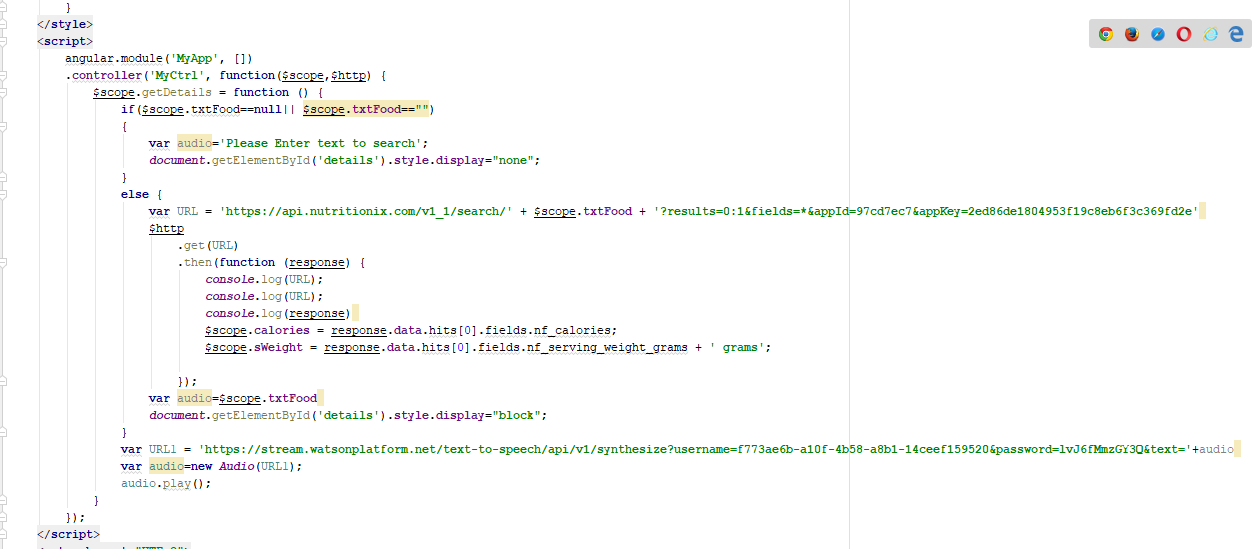 }
</style>
<script>
angular.module('MyApp', [])
.controller('MyCtrl', function($scope,$http) {
$scope.getDetails = function () {
if($scope.txtFood==null|| $scope.txtFood=="")
{
var audio='Please Enter text to search';
document.getElementById('details').style.display="none";
}
else {
var URL = 'https://api.nutritionix.com/v1_1/search/' + $scope.txtFood + '?results=0:1&fields=*&appId=97cd7ec7&appKey=2ed86de1804953f19c8eb6f3c369fd2e'
$http
.get(URL)
.then(function (response) {
console.log(URL);
console.log(URL);
console.log(response)
$scope.calories = response.data.hits[0].fields.nf_calories;
$scope.sWeight = response.data.hits[0].fields.nf_serving_weight_grams + ' grams';
});
var audio=$scope.txtFood
document.getElementById('details').style.display="block";
}
var URL1 = 'https://stream.watsonplatform.net/text-to-speech/api/v1/synthesize?username=f773ae6b-a10f-4b58-a8b1-14ceef159520&password=lvJ6fMmzGY3Q&text='+audio
var audio=new Audio(URL1);
audio.play();
}
});
</script>